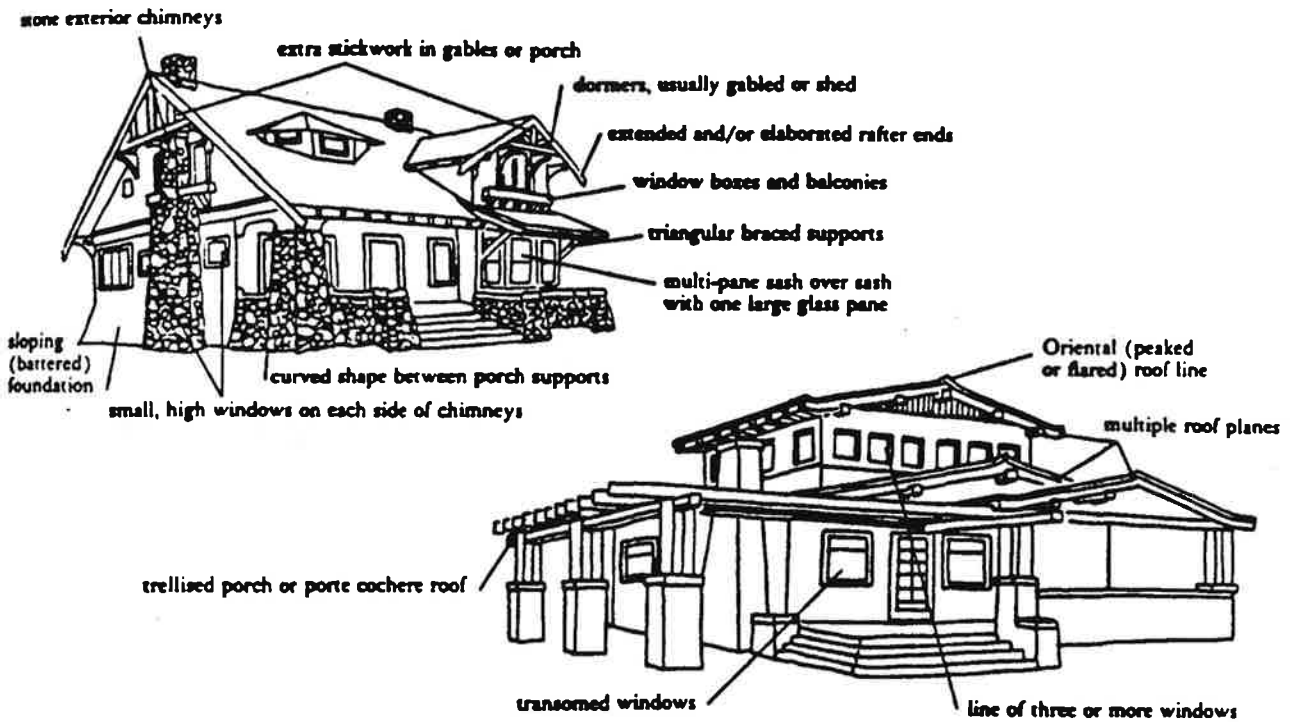 stone exterior chimneys
extra stickwork in gables or porch
dormers, usually gabled or shed
extended and/or elaborated rafter ends
window boxes and balconies
triangular braced supports
multi-pane sash over sash
with one large glass pane
sloping
(battered)
foundation
curved shape between porch supports
small, high windows on each side of chimneys
Oriental (peaked
or flared) roof line
multiple roof planes
trellised porch or porte cochere roof
transomed windows
line of three or more windows